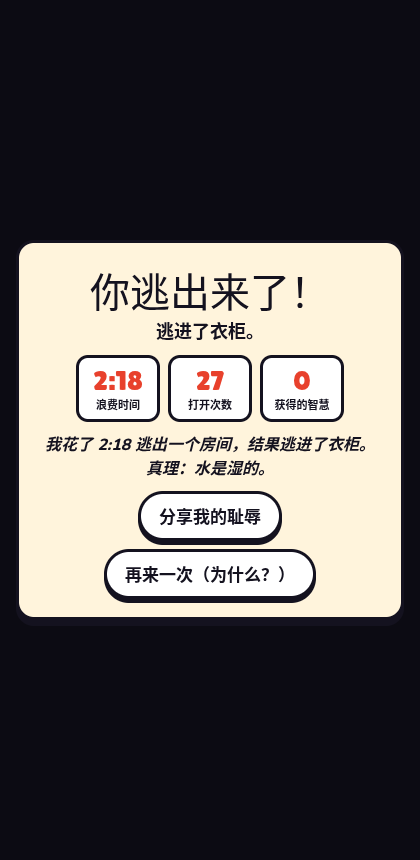 你逃出来了！
逃进了衣柜。
2:18
浪费时间
27
打开次数
0
获得的智慧
我花了 2:18 逃出一个房间，结果逃进了衣柜。
真理：水是湿的。
分享我的耻辱
再来一次（为什么？）